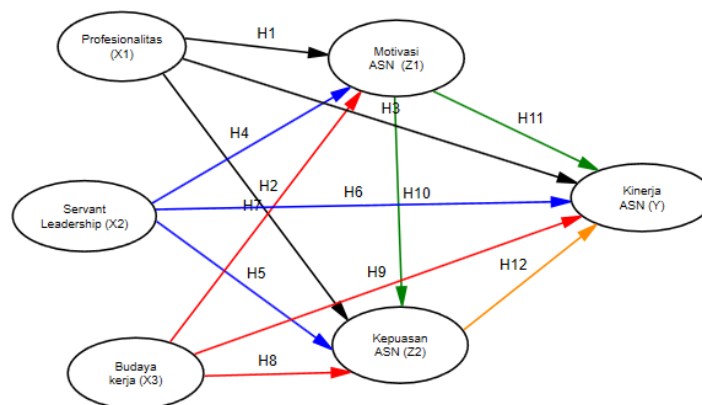 Profesionalitas
(X1)
H1
Motivasi
ASN (Z1)
H3
H11
H4
H2
H7
H6
H10
Kinerja
ASN (Y)
Servant
Leadership (X2)
H5
H9
H12
Kepuasan
ASN (Z2)
Budaya
kerja (X3)
H8